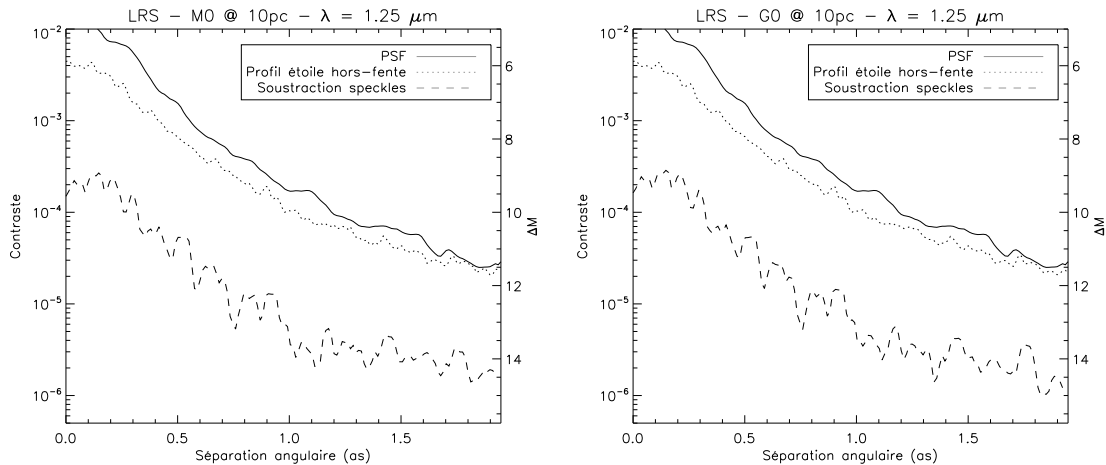 LRS − M0 @ 10pc − λ = 1.25 μm
PSF
Profil étoile hors−fente
Soustraction speckles
10⁻²
10⁻³
10⁻⁴
10⁻⁵
10⁻⁶
Contraste
6
8
10
12
14
ΔM
0.0
0.5
1.0
1.5
Séparation angulaire (as)
LRS − G0 @ 10pc − λ = 1.25 μm
PSF
Profil étoile hors−fente
Soustraction speckles
10⁻²
10⁻³
10⁻⁴
10⁻⁵
10⁻⁶
Contraste
6
8
10
12
14
ΔM
0.0
0.5
1.0
1.5
Séparation angulaire (as)